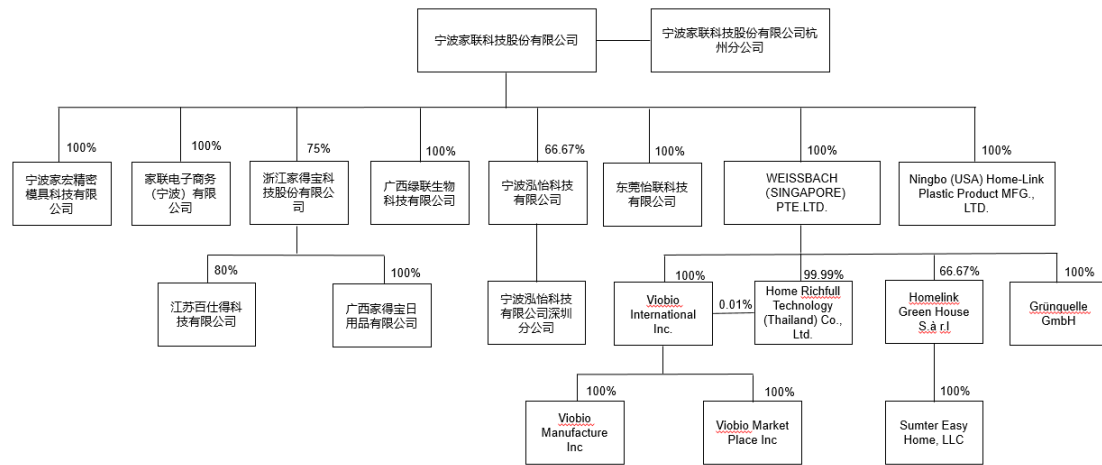 宁波家联科技股份有限公司
宁波家联科技股份有限公司杭
州分公司
100%
100%
75%
100%
66.67%
100%
100%
100%
宁波家宏精密
模具科技有限
公司
家联电子商务
（宁波）有限
公司
浙江家得宝科
技股份有限公
司
广西绿联生物
科技有限公司
宁波泓怡科技
有限公司
东莞怡联科技
有限公司
WEISSBACH
(SINGAPORE)
PTE.LTD.
Ningbo (USA) Home-Link
Plastic Product MFG.,
LTD.
80%
100%
100%
99.99%
66.67%
100%
江苏百仕得科
技有限公司
广西家得宝日
用品有限公司
宁波泓怡科技
有限公司深圳
分公司
Viobio
International
Inc.
0.01%
Home Richfull
Technology
(Thailand) Co.,
Ltd.
Homelink
Green House
S.à r.l
Grünquelle
GmbH
100%
100%
100%
Viobio
Manufacture
Inc
Viobio Market
Place Inc
Sumter Easy
Home, LLC